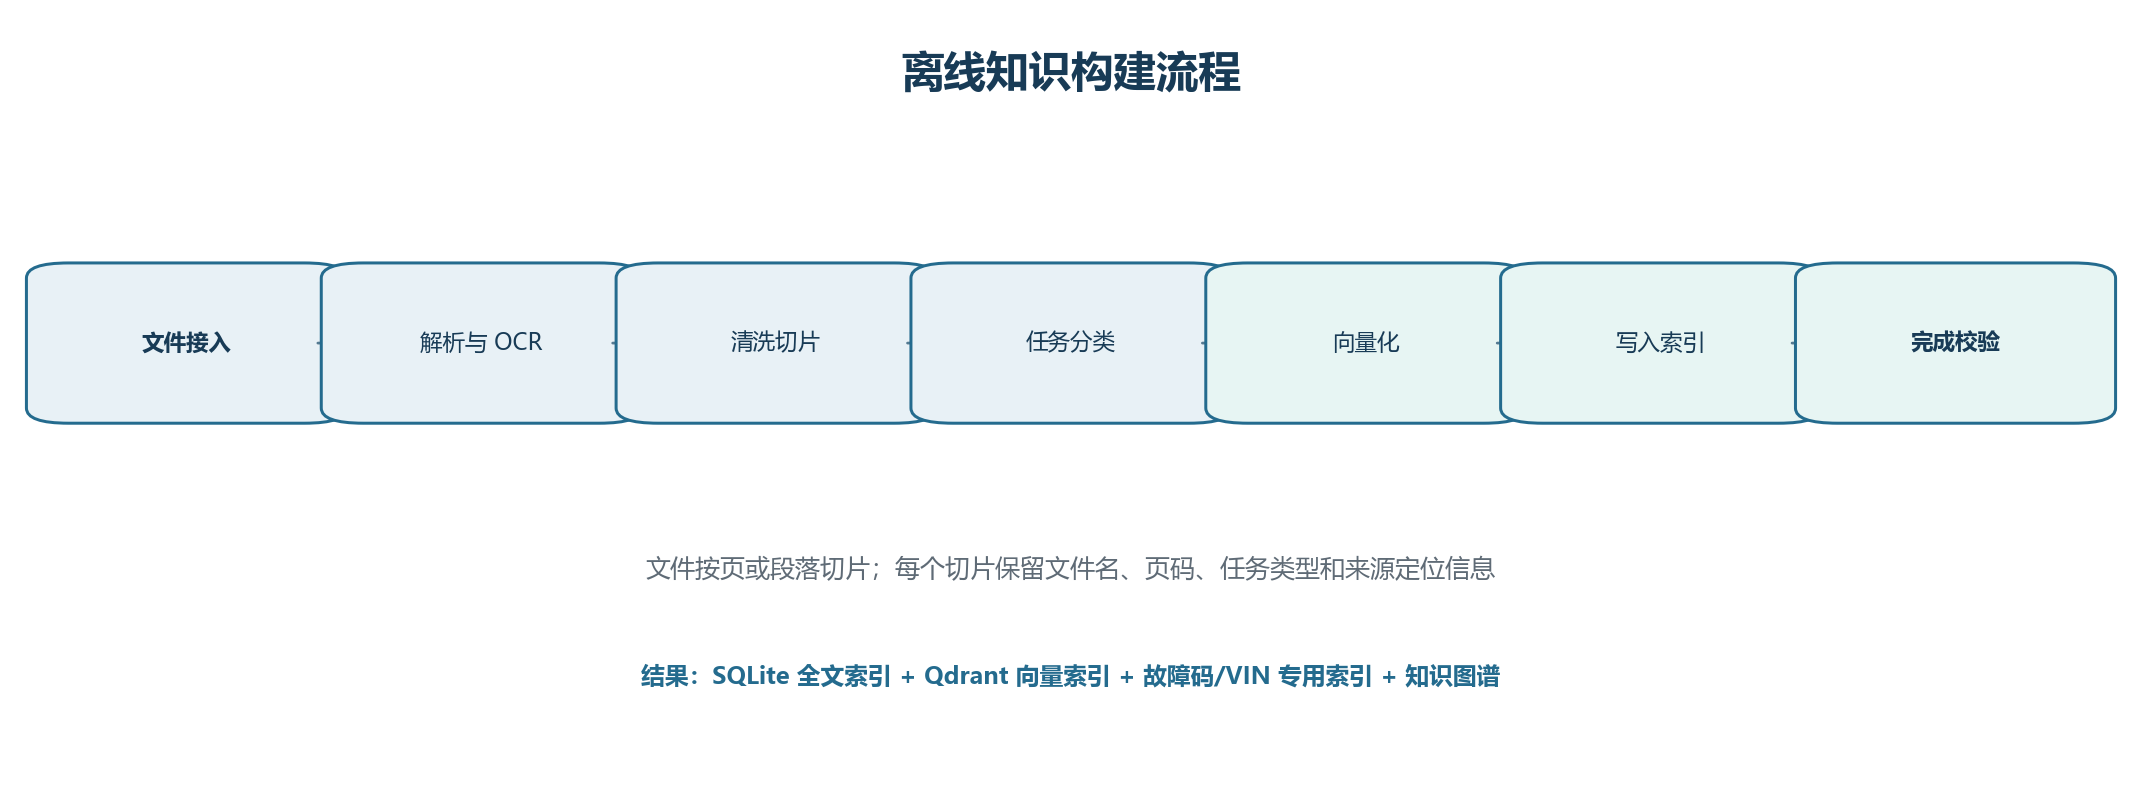 离线知识构建流程
文件接入
解析与 OCR
清洗切片
任务分类
向量化
写入索引
完成校验
文件按页或段落切片；每个切片保留文件名、页码、任务类型和来源定位信息
结果：SQLite 全文索引 + Qdrant 向量索引 + 故障码/VIN 专用索引 + 知识图谱